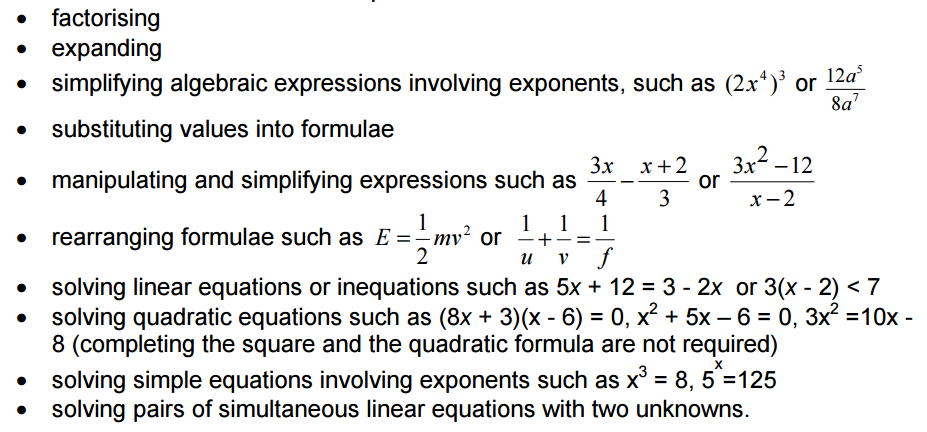 • factorising
• expanding
• simplifying algebraic expressions involving exponents, such as (2x⁴)³ or 12a⁵/8a⁷
• substituting values into formulae
• manipulating and simplifying expressions such as 3x/4 − (x+2)/3 or (3x² − 12)/(x − 2)
• rearranging formulae such as E = 1/2 mv² or 1/u + 1/v = 1/f
• solving linear equations or inequations such as 5x + 12 = 3 - 2x or 3(x - 2) < 7
• solving quadratic equations such as (8x + 3)(x - 6) = 0, x² + 5x – 6 = 0, 3x² =10x -
8 (completing the square and the quadratic formula are not required)
• solving simple equations involving exponents such as x³ = 8, 5ˣ=125
• solving pairs of simultaneous linear equations with two unknowns.